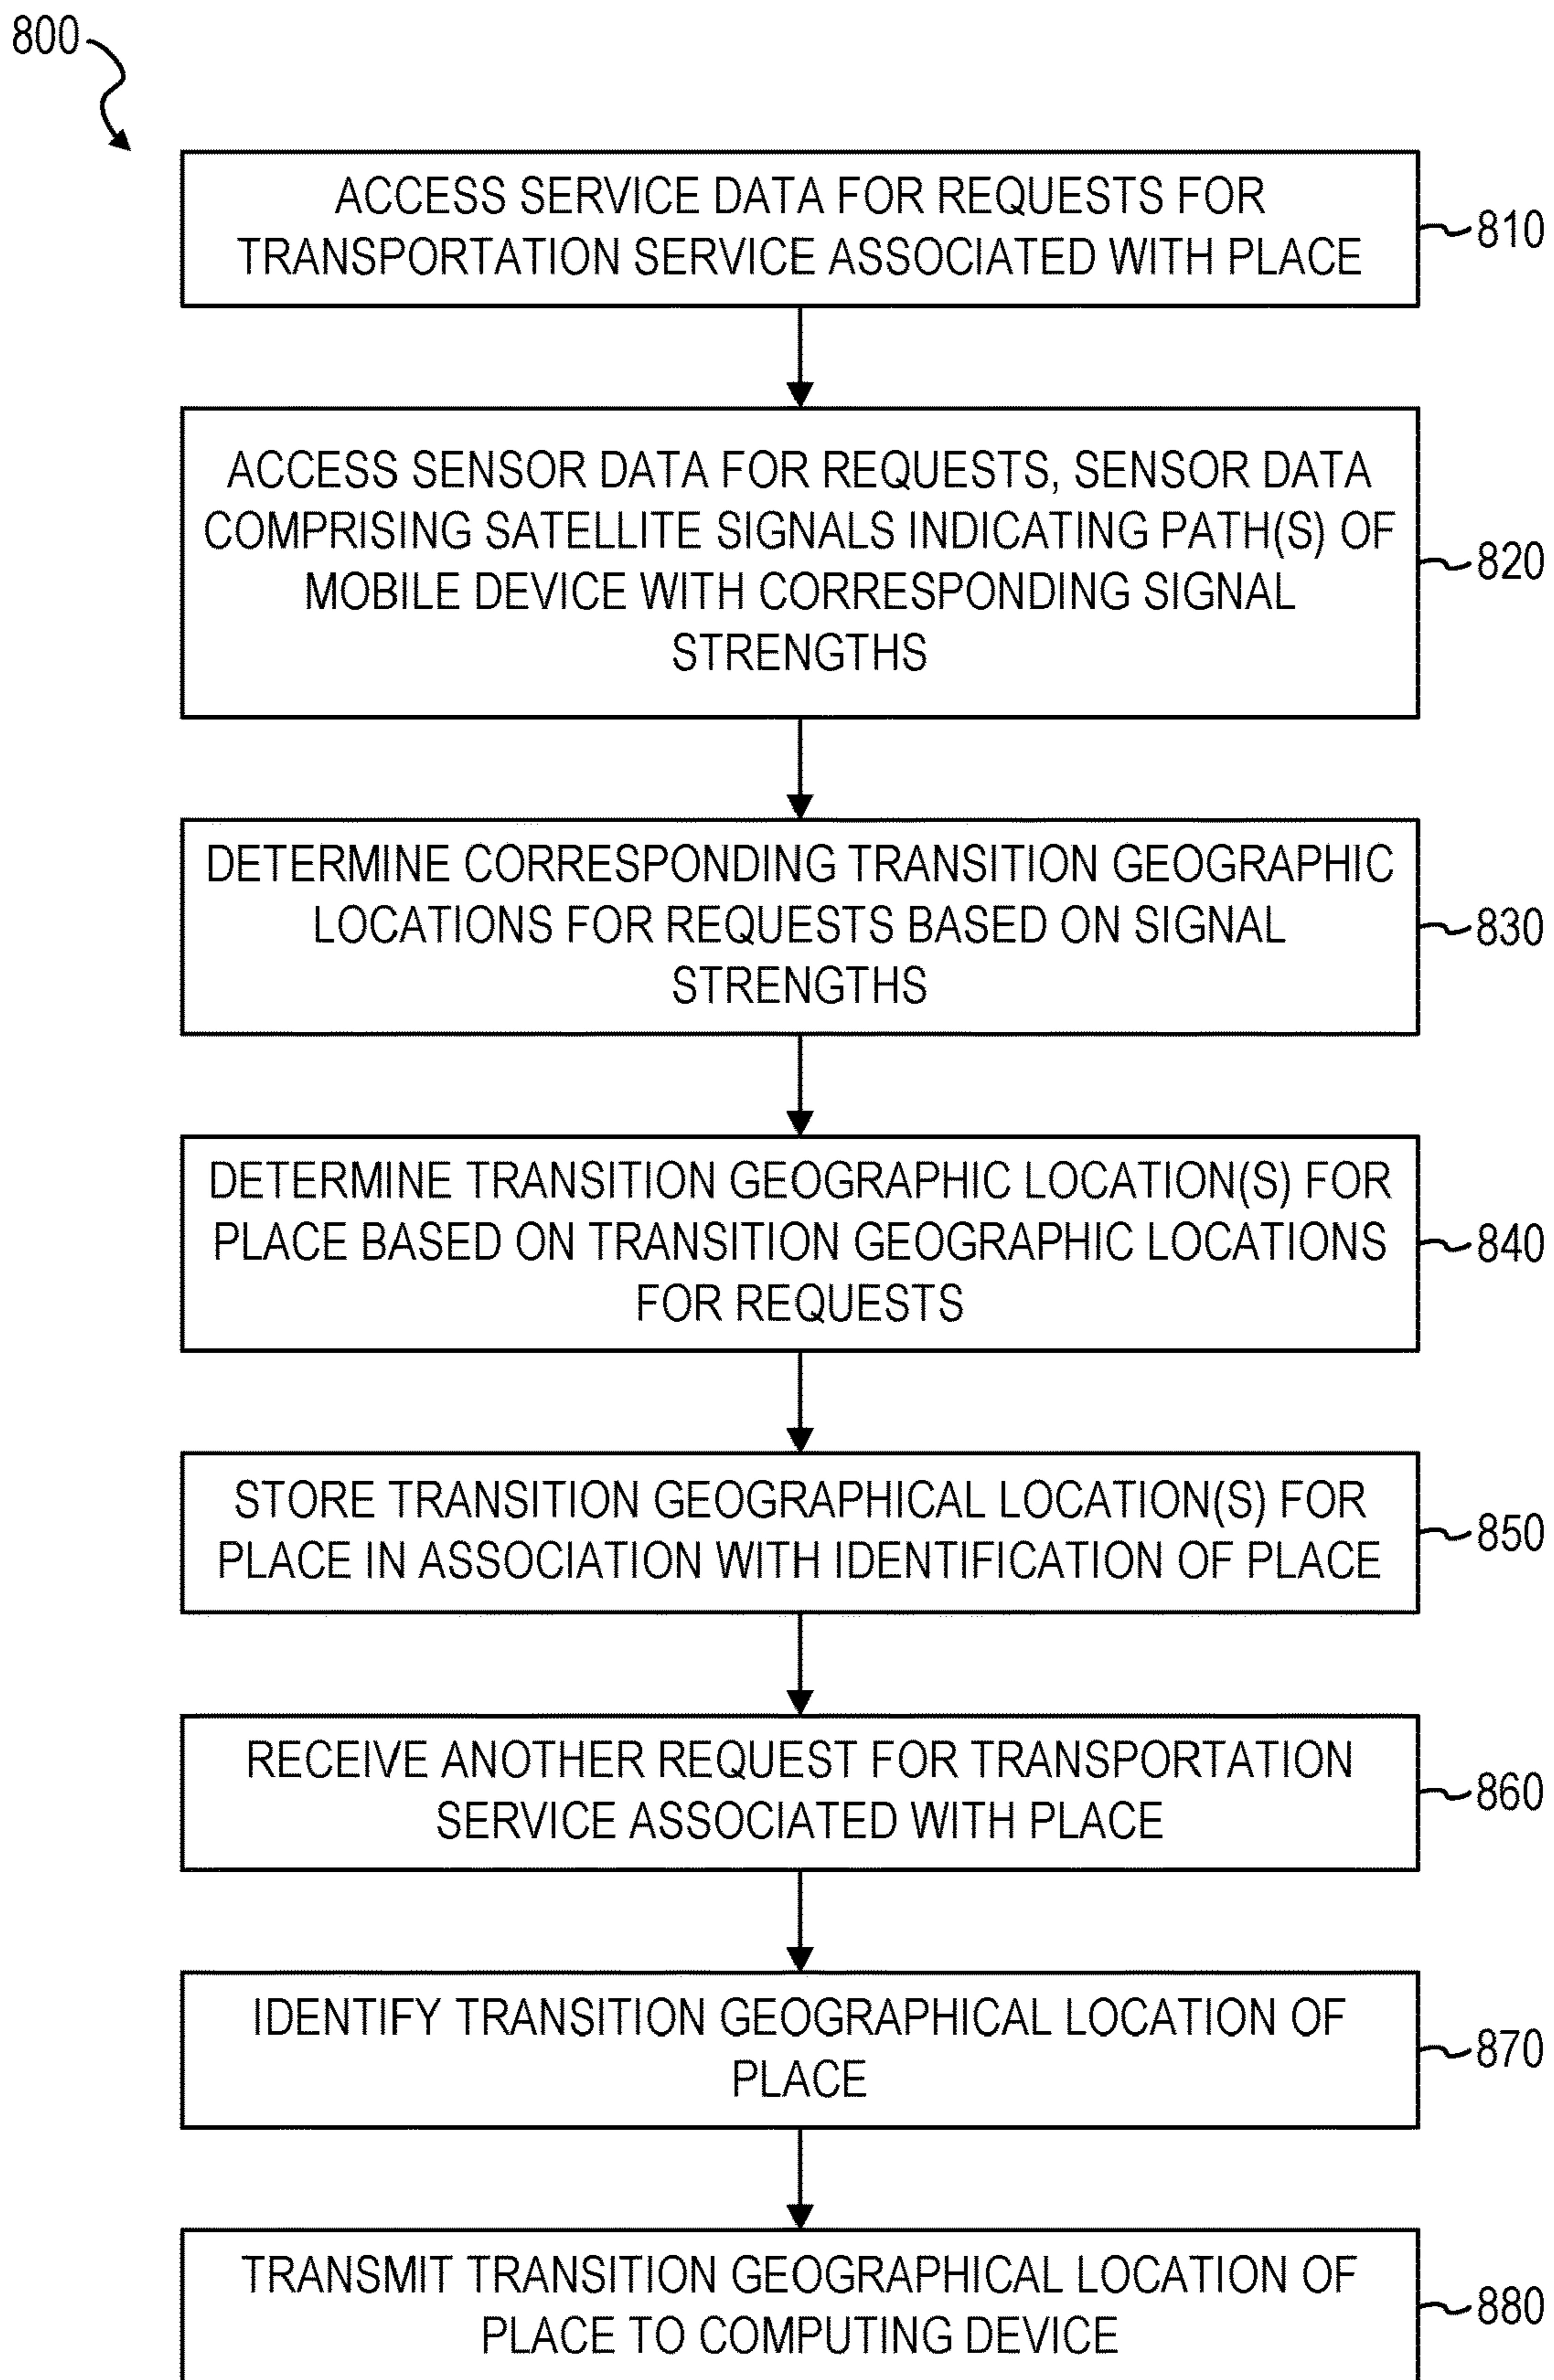 800
ACCESS SERVICE DATA FOR REQUESTS FOR
TRANSPORTATION SERVICE ASSOCIATED WITH PLACE
810
ACCESS SENSOR DATA FOR REQUESTS, SENSOR DATA
COMPRISING SATELLITE SIGNALS INDICATING PATH(S) OF
MOBILE DEVICE WITH CORRESPONDING SIGNAL
STRENGTHS
820
DETERMINE CORRESPONDING TRANSITION GEOGRAPHIC
LOCATIONS FOR REQUESTS BASED ON SIGNAL
STRENGTHS
830
DETERMINE TRANSITION GEOGRAPHIC LOCATION(S) FOR
PLACE BASED ON TRANSITION GEOGRAPHIC LOCATIONS
FOR REQUESTS
840
STORE TRANSITION GEOGRAPHICAL LOCATION(S) FOR
PLACE IN ASSOCIATION WITH IDENTIFICATION OF PLACE
850
RECEIVE ANOTHER REQUEST FOR TRANSPORTATION
SERVICE ASSOCIATED WITH PLACE
860
IDENTIFY TRANSITION GEOGRAPHICAL LOCATION OF
PLACE
870
TRANSMIT TRANSITION GEOGRAPHICAL LOCATION OF
PLACE TO COMPUTING DEVICE
880